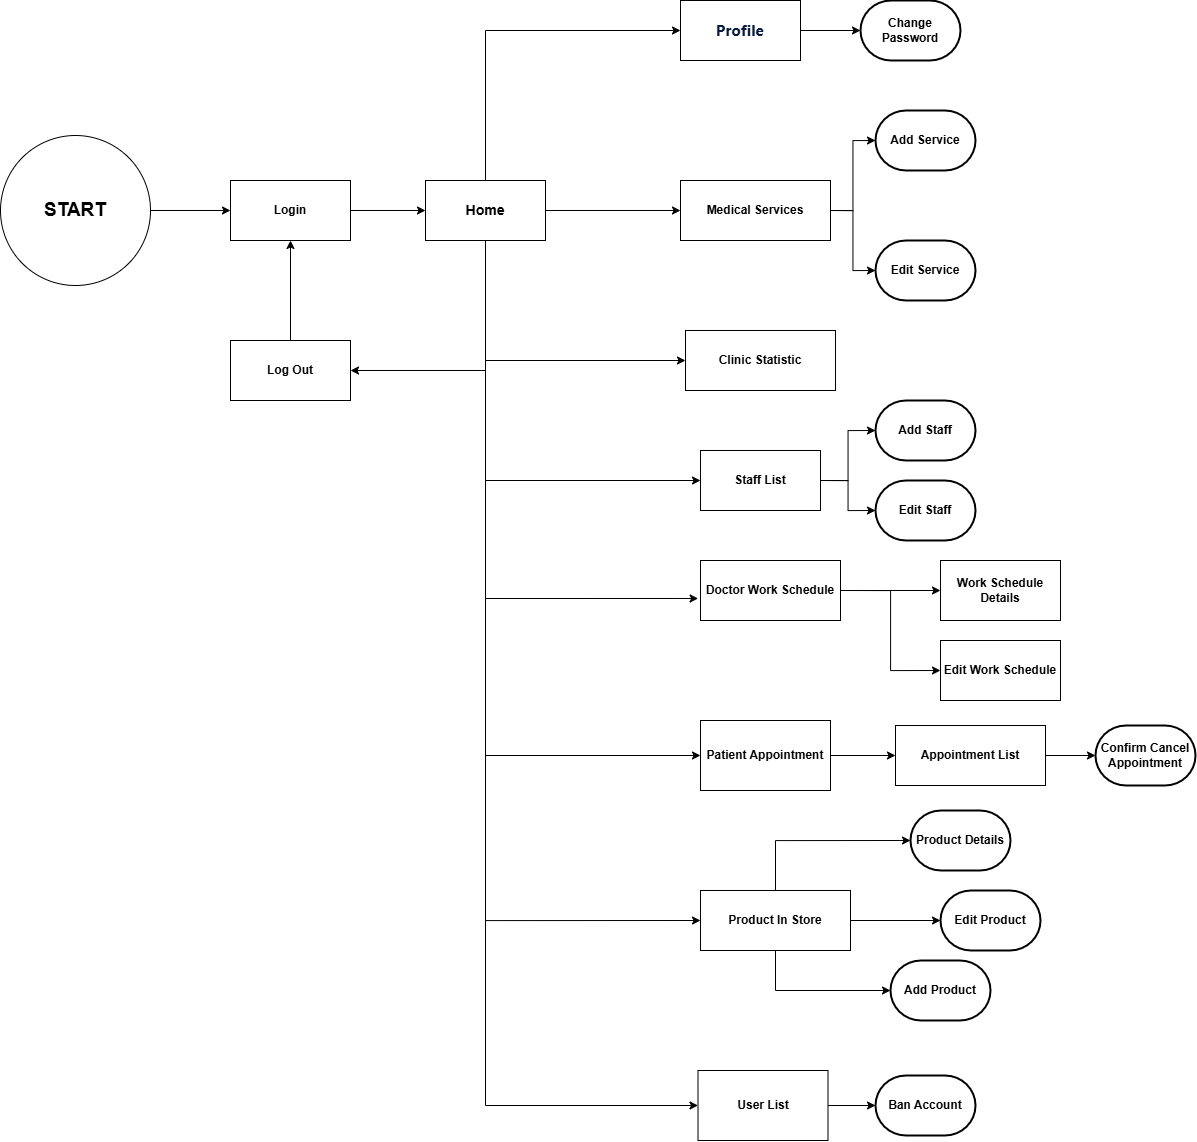 Profile
Change
Password
Add Service
START
Login
Home
Medical Services
Edit Service
Clinic Statistic
Log Out
Add Staff
Staff List
Edit Staff
Doctor Work Schedule
Work Schedule
Details
Edit Work Schedule
Patient Appointment
Appointment List
Confirm Cancel
Appointment
Product Details
Product In Store
Edit Product
Add Product
User List
Ban Account